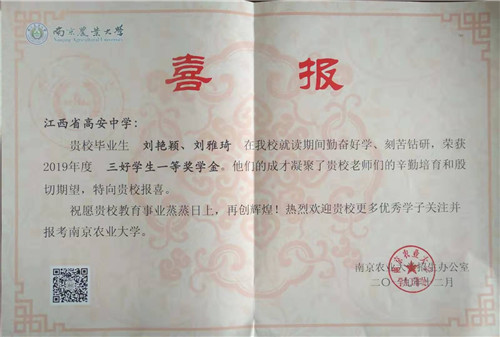 南京农业大学
Nanjing Agricultural University
喜报
江西省高安中学:
贵校毕业生 刘艳颖、刘雅琦 在我校就读期间勤奋好学、刻苦钻研，荣获
2019年度 三好学生一等奖学金。他们的成才凝聚了贵校老师们的辛勤培育和殷
切期望，特向贵校报喜。
祝愿贵校教育事业蒸蒸日上，再创辉煌！热烈欢迎贵校更多优秀学子关注并
报考南京农业大学。
南京农业大学招生办公室
二〇一九年十二月